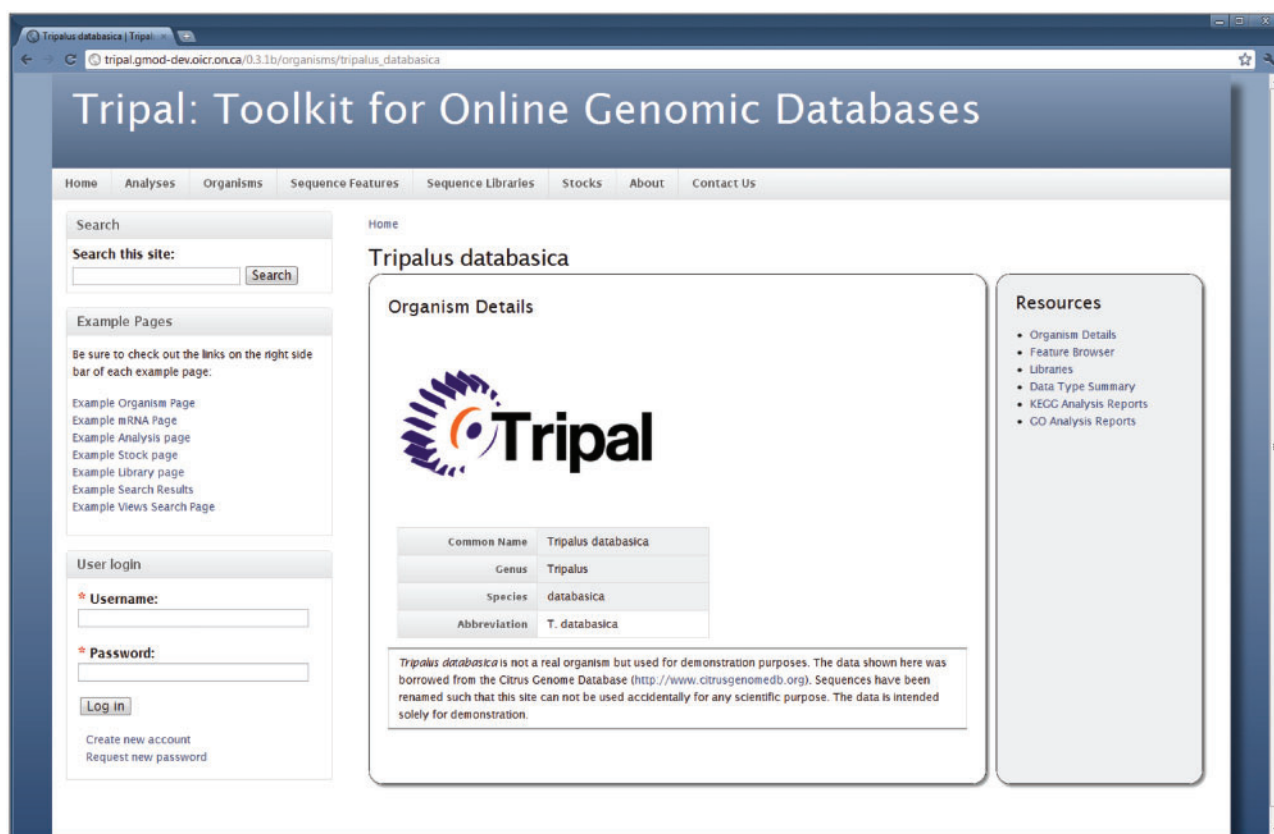 Tripalus databasica | Tripal
tripal.gmod-dev.oicr.on.ca/0.3.1b/organisms/tripalus_databasica
Tripal: Toolkit for Online Genomic Databases
Home Analyses Organisms Sequence Features Sequence Libraries Stocks About Contact Us
Search
Search this site:
Search
Example Pages
Be sure to check out the links on the right side
bar of each example page:
Example Organism Page
Example mRNA Page
Example Analysis page
Example Stock page
Example Library page
Example Search Results
Example Views Search Page
User login
* Username:
* Password:
Log in
Create new account
Request new password
Home
Tripalus databasica
Organism Details
Tripal
Common Name Tripalus databasica
Genus Tripalus
Species databasica
Abbreviation T. databasica
Tripalus databasica is not a real organism but used for demonstration purposes. The data shown here was
borrowed from the Citrus Genome Database (http://www.citrusgenomedb.org). Sequences have been
renamed such that this site can not be used accidentally for any scientific purpose. The data is intended
solely for demonstration.
Resources
• Organism Details
• Feature Browser
• Libraries
• Data Type Summary
• KEGG Analysis Reports
• GO Analysis Reports